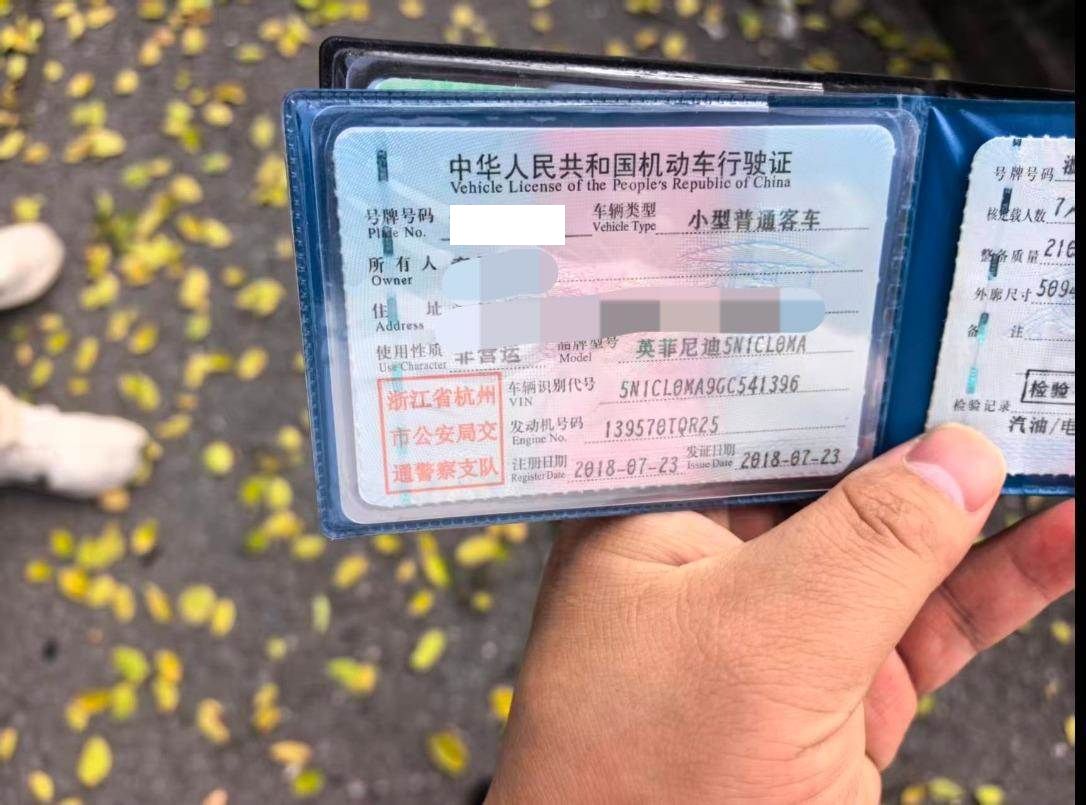 中华人民共和国机动车行驶证
Vehicle License of the People's Republic of China
号牌号码
Plate No.
车辆类型
Vehicle Type
小型普通客车
所有人
Owner
住址
Address
使用性质
Use Character
非营运
品牌型号
Model
英菲尼迪5N1CL0MA
浙江省杭州
市公安局交
通警察支队
车辆识别代号
VIN
5N1CL0MA9GC541396
发动机号码
Engine No.
139570TQR25
注册日期
Register Date
2018-07-23
发证日期
Issue Date
2018-07-23
号牌号码
核定载人数
整备质量
外廓尺寸
备注
检验
检验记录
汽油/电